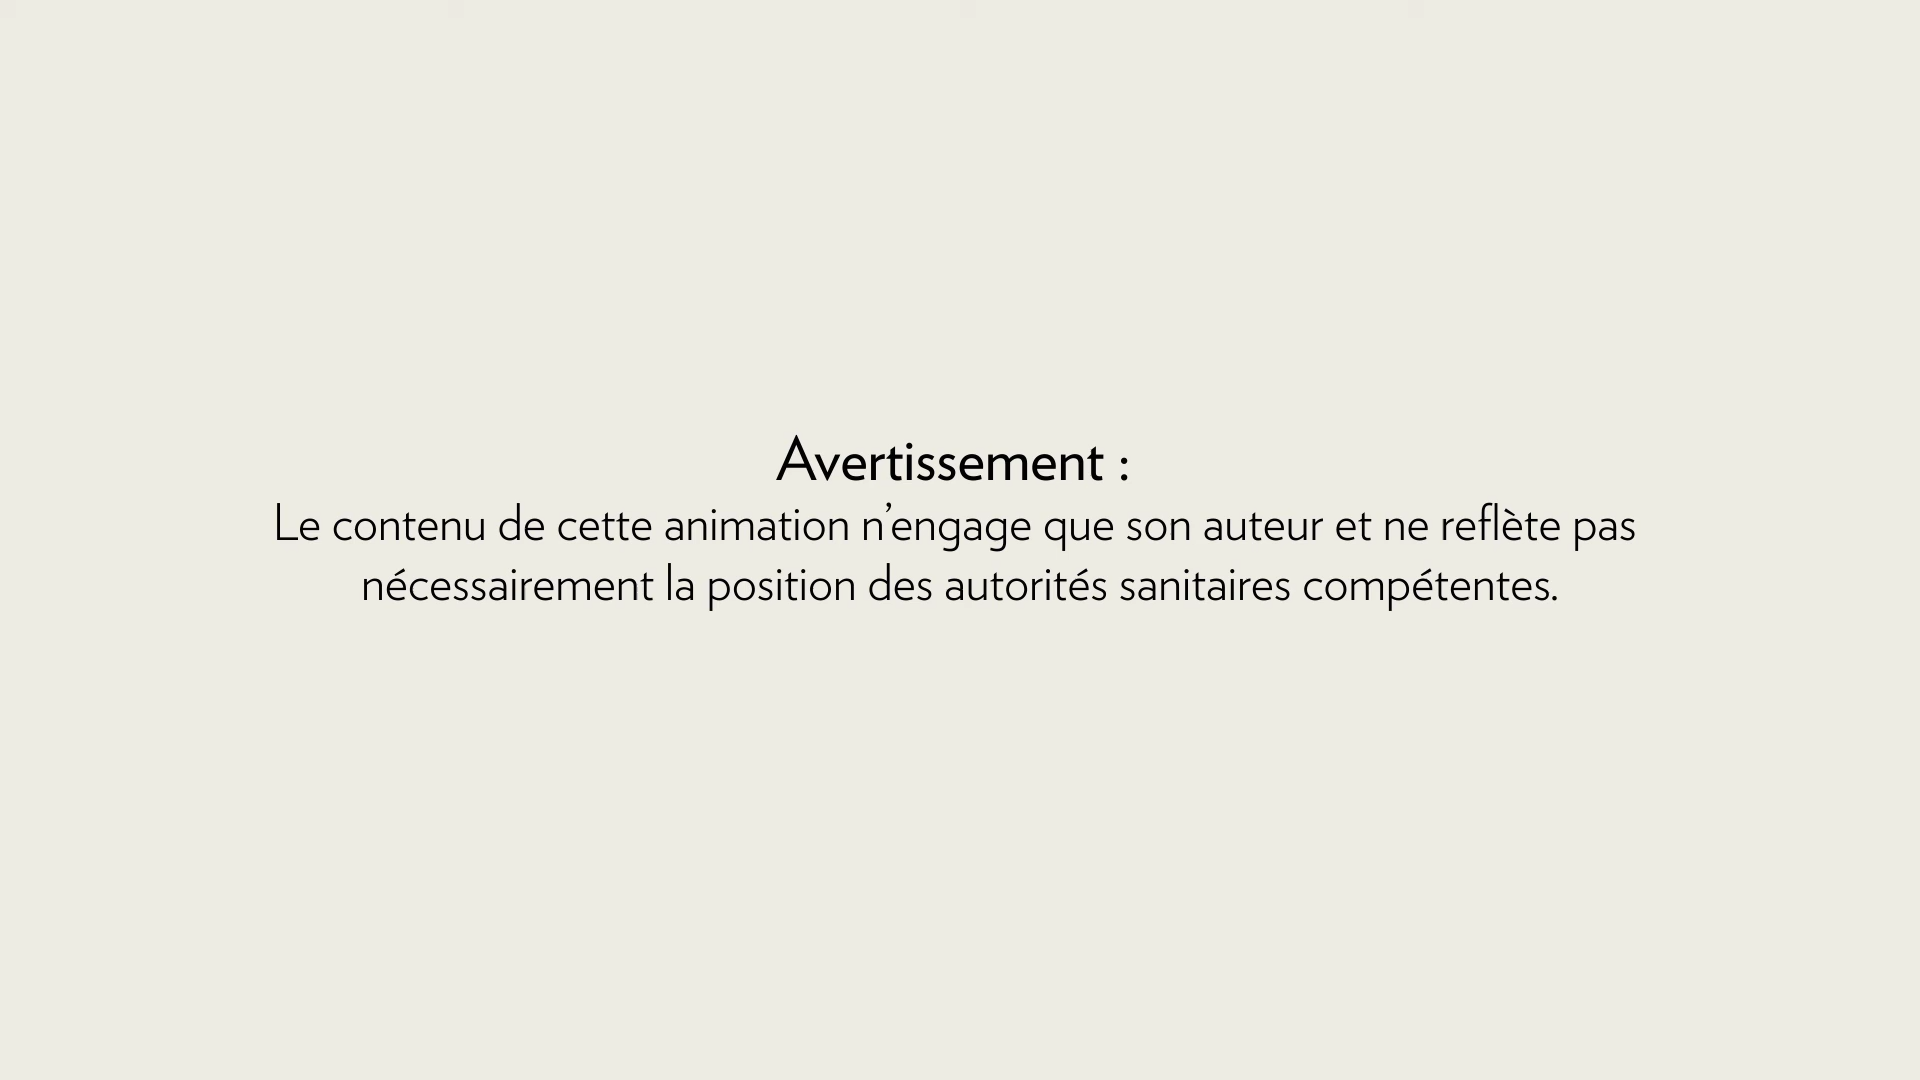 Avertissement :
Le contenu de cette animation n’engage que son auteur et ne reflète pas
nécessairement la position des autorités sanitaires compétentes.